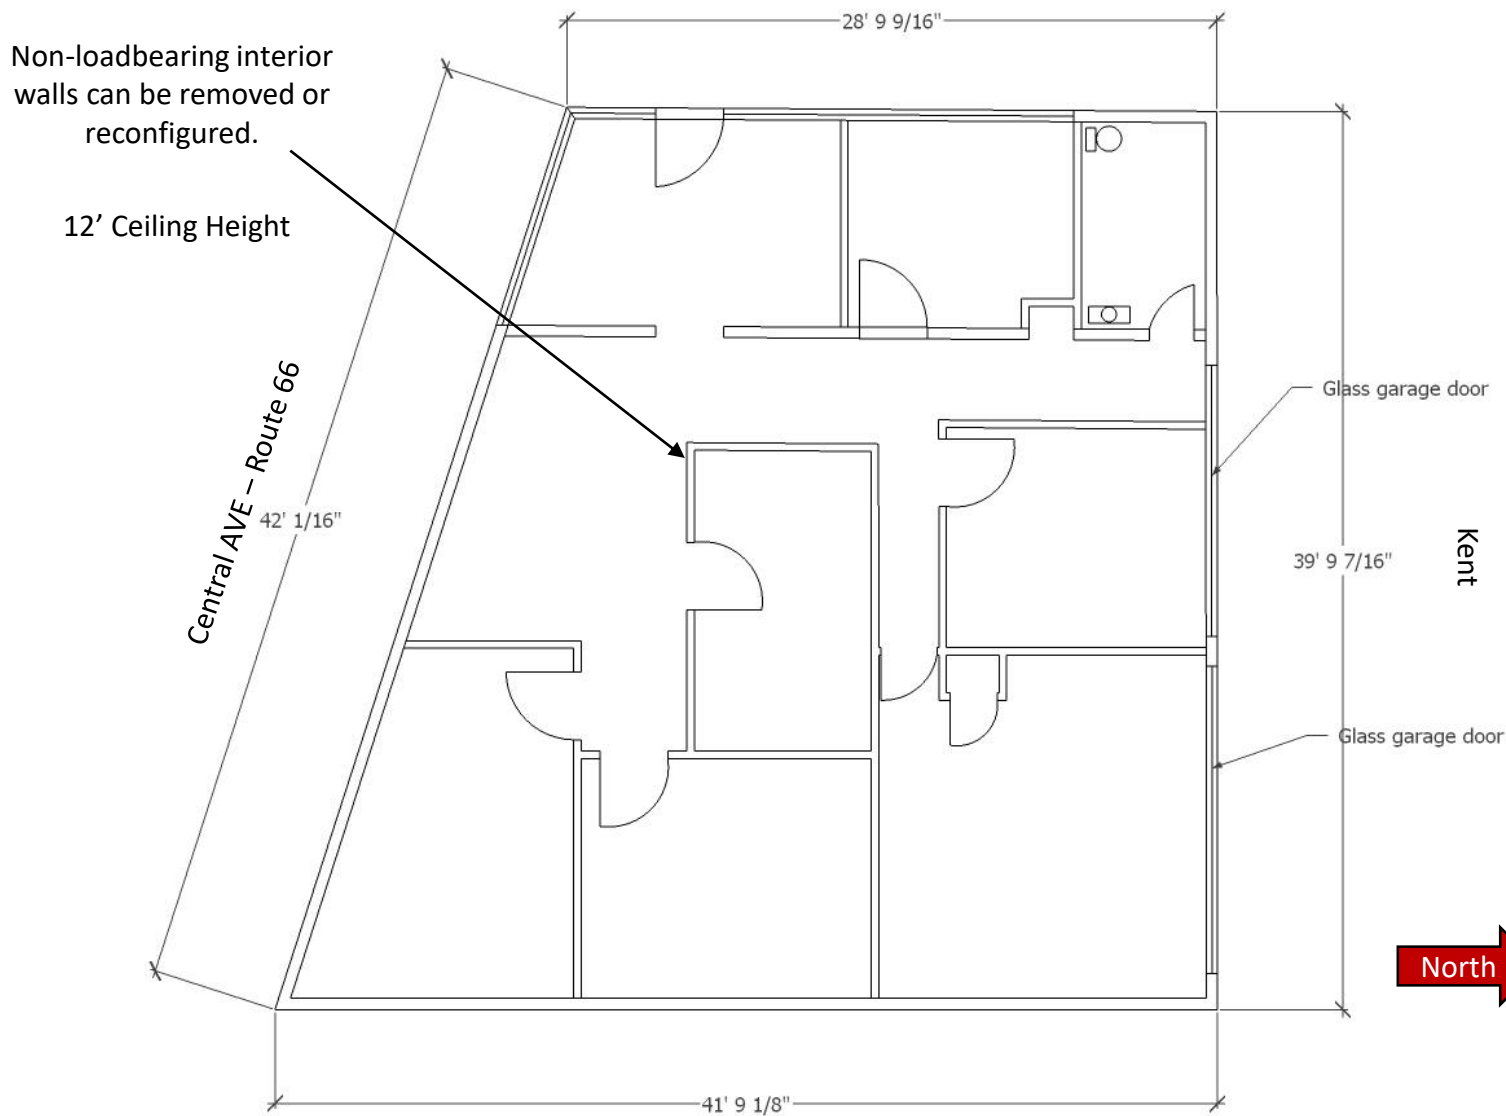 28' 9 9/16"
Non-loadbearing interior
walls can be removed or
reconfigured.
12’ Ceiling Height
Central AVE – Route 66
42' 1/16"
Glass garage door
39' 9 7/16"
Kent
Glass garage door
North
41' 9 1/8"